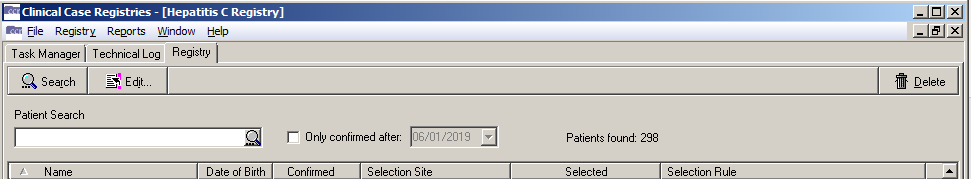 Clinical Case Registries - [Hepatitis C Registry]
File Registry Reports Window Help
Task Manager Technical Log Registry
Search Edit... Delete
Patient Search
Only confirmed after: 06/01/2019 Patients found: 298
Name Date of Birth Confirmed Selection Site Selected Selection Rule